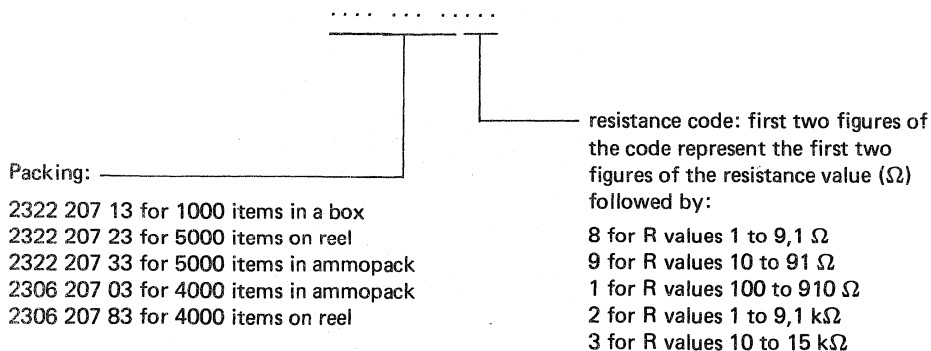 .... ... .....
resistance code: first two figures of
the code represent the first two
figures of the resistance value (Ω)
followed by:
8 for R values 1 to 9,1 Ω
9 for R values 10 to 91 Ω
1 for R values 100 to 910 Ω
2 for R values 1 to 9,1 kΩ
3 for R values 10 to 15 kΩ
Packing:
2322 207 13 for 1000 items in a box
2322 207 23 for 5000 items on reel
2322 207 33 for 5000 items in ammopack
2306 207 03 for 4000 items in ammopack
2306 207 83 for 4000 items on reel